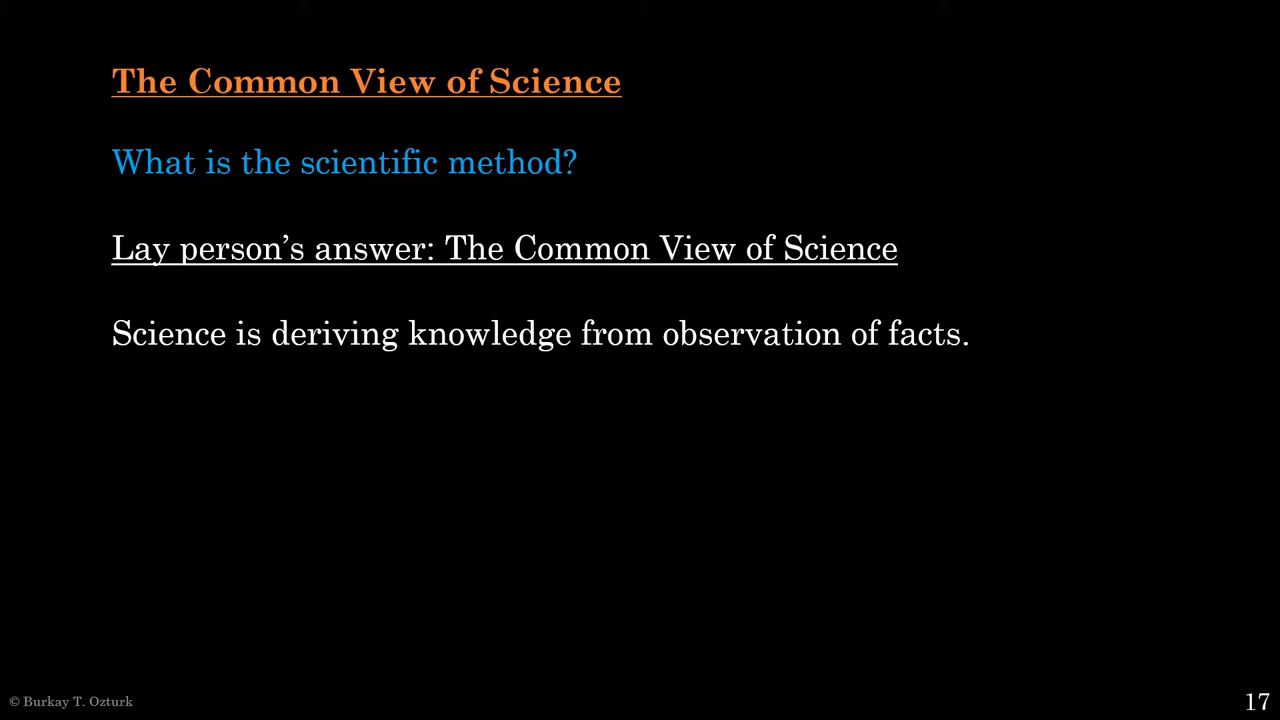 The Common View of Science
What is the scientific method?
Lay person’s answer: The Common View of Science
Science is deriving knowledge from observation of facts.
© Burkay T. Ozturk
17